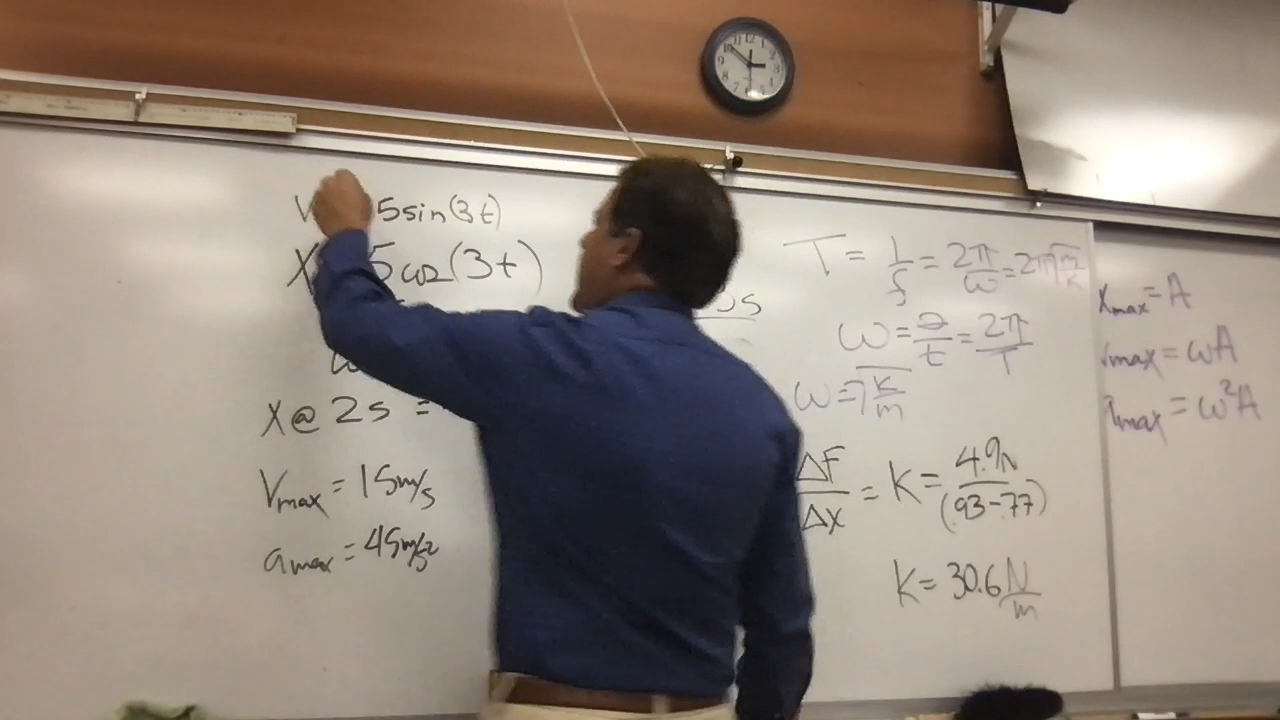 V 5sin(3t)
X 5cos(3t)
ω
X@ 2s =
Vmax = 15m/s
amax = 45m/s²
T = 1/f = 2π/ω = 2π√m/k
ω = ∂/t = 2π/T
ω = √k/m
ΔF/ΔX = K = 4.9N/(93-77)
K = 30.6 N/m
Xmax = A
Vmax = ωA
amax = ω²A